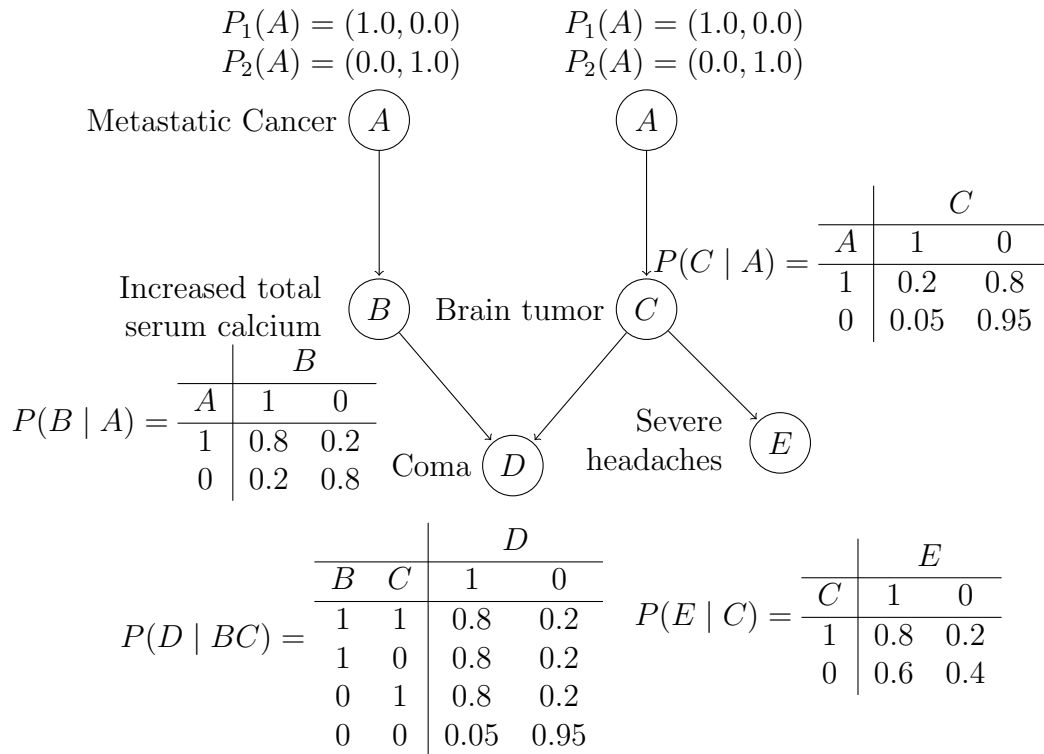 P₁(A) = (1.0, 0.0)
P₂(A) = (0.0, 1.0)
P₁(A) = (1.0, 0.0)
P₂(A) = (0.0, 1.0)
Metastatic Cancer A
A
C
P(C | A) = A 1 0
1 0.2 0.8
0 0.05 0.95
Increased total
serum calcium
B
Brain tumor C
B
P(B | A) = A 1 0
1 0.8 0.2
0 0.2 0.8
Coma D
Severe
headaches
E
D
B C 1 0
P(D | BC) = 1 1 0.8 0.2
1 0 0.8 0.2
0 1 0.8 0.2
0 0 0.05 0.95
E
P(E | C) = C 1 0
1 0.8 0.2
0 0.6 0.4